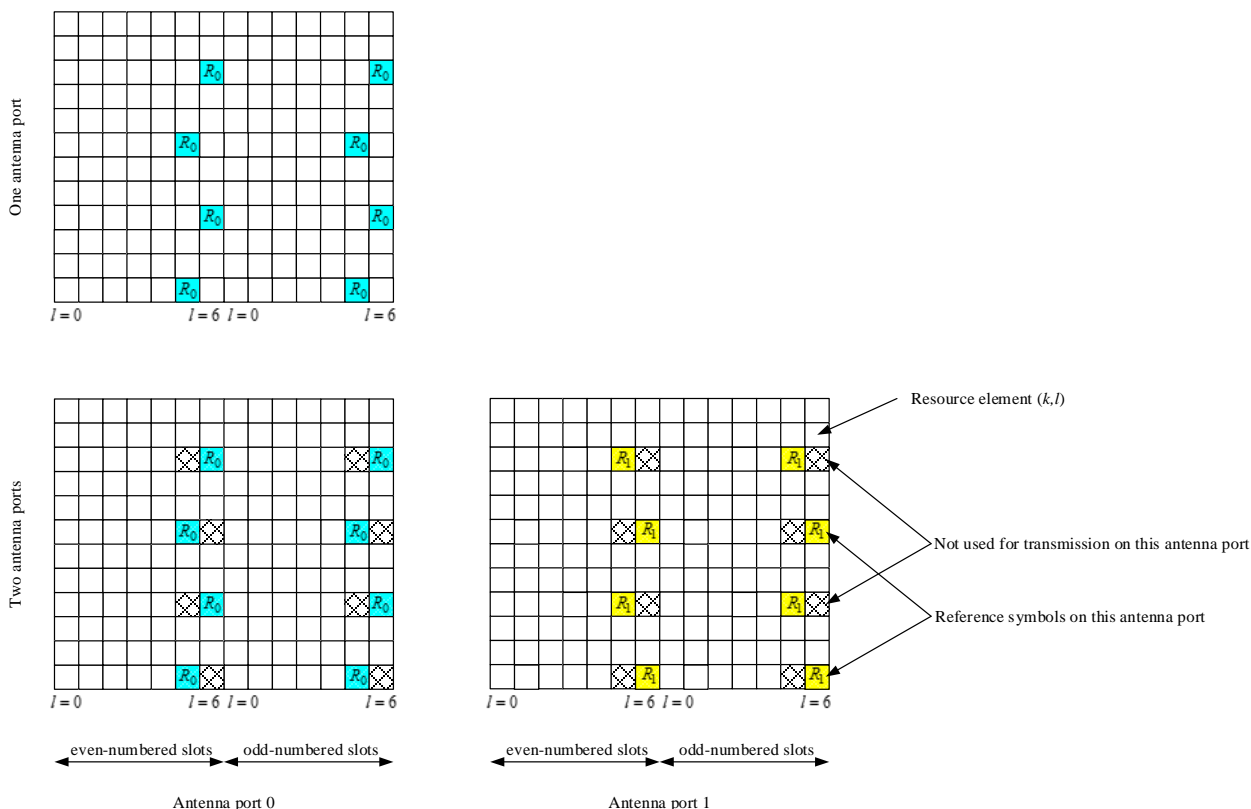 One antenna port
R0 R0
R0 R0
R0 R0
R0 R0
l = 0 l = 6 l = 0 l = 6
Two antenna ports
R0 R0
R0 R0
R0 R0
R0 R0
l = 0 l = 6 l = 0 l = 6
even-numbered slots odd-numbered slots
Antenna port 0
R1 R1
R1 R1
R1 R1
R1 R1
l = 0 l = 6 l = 0 l = 6
even-numbered slots odd-numbered slots
Antenna port 1
Resource element (k,l)
Not used for transmission on this antenna port
Reference symbols on this antenna port